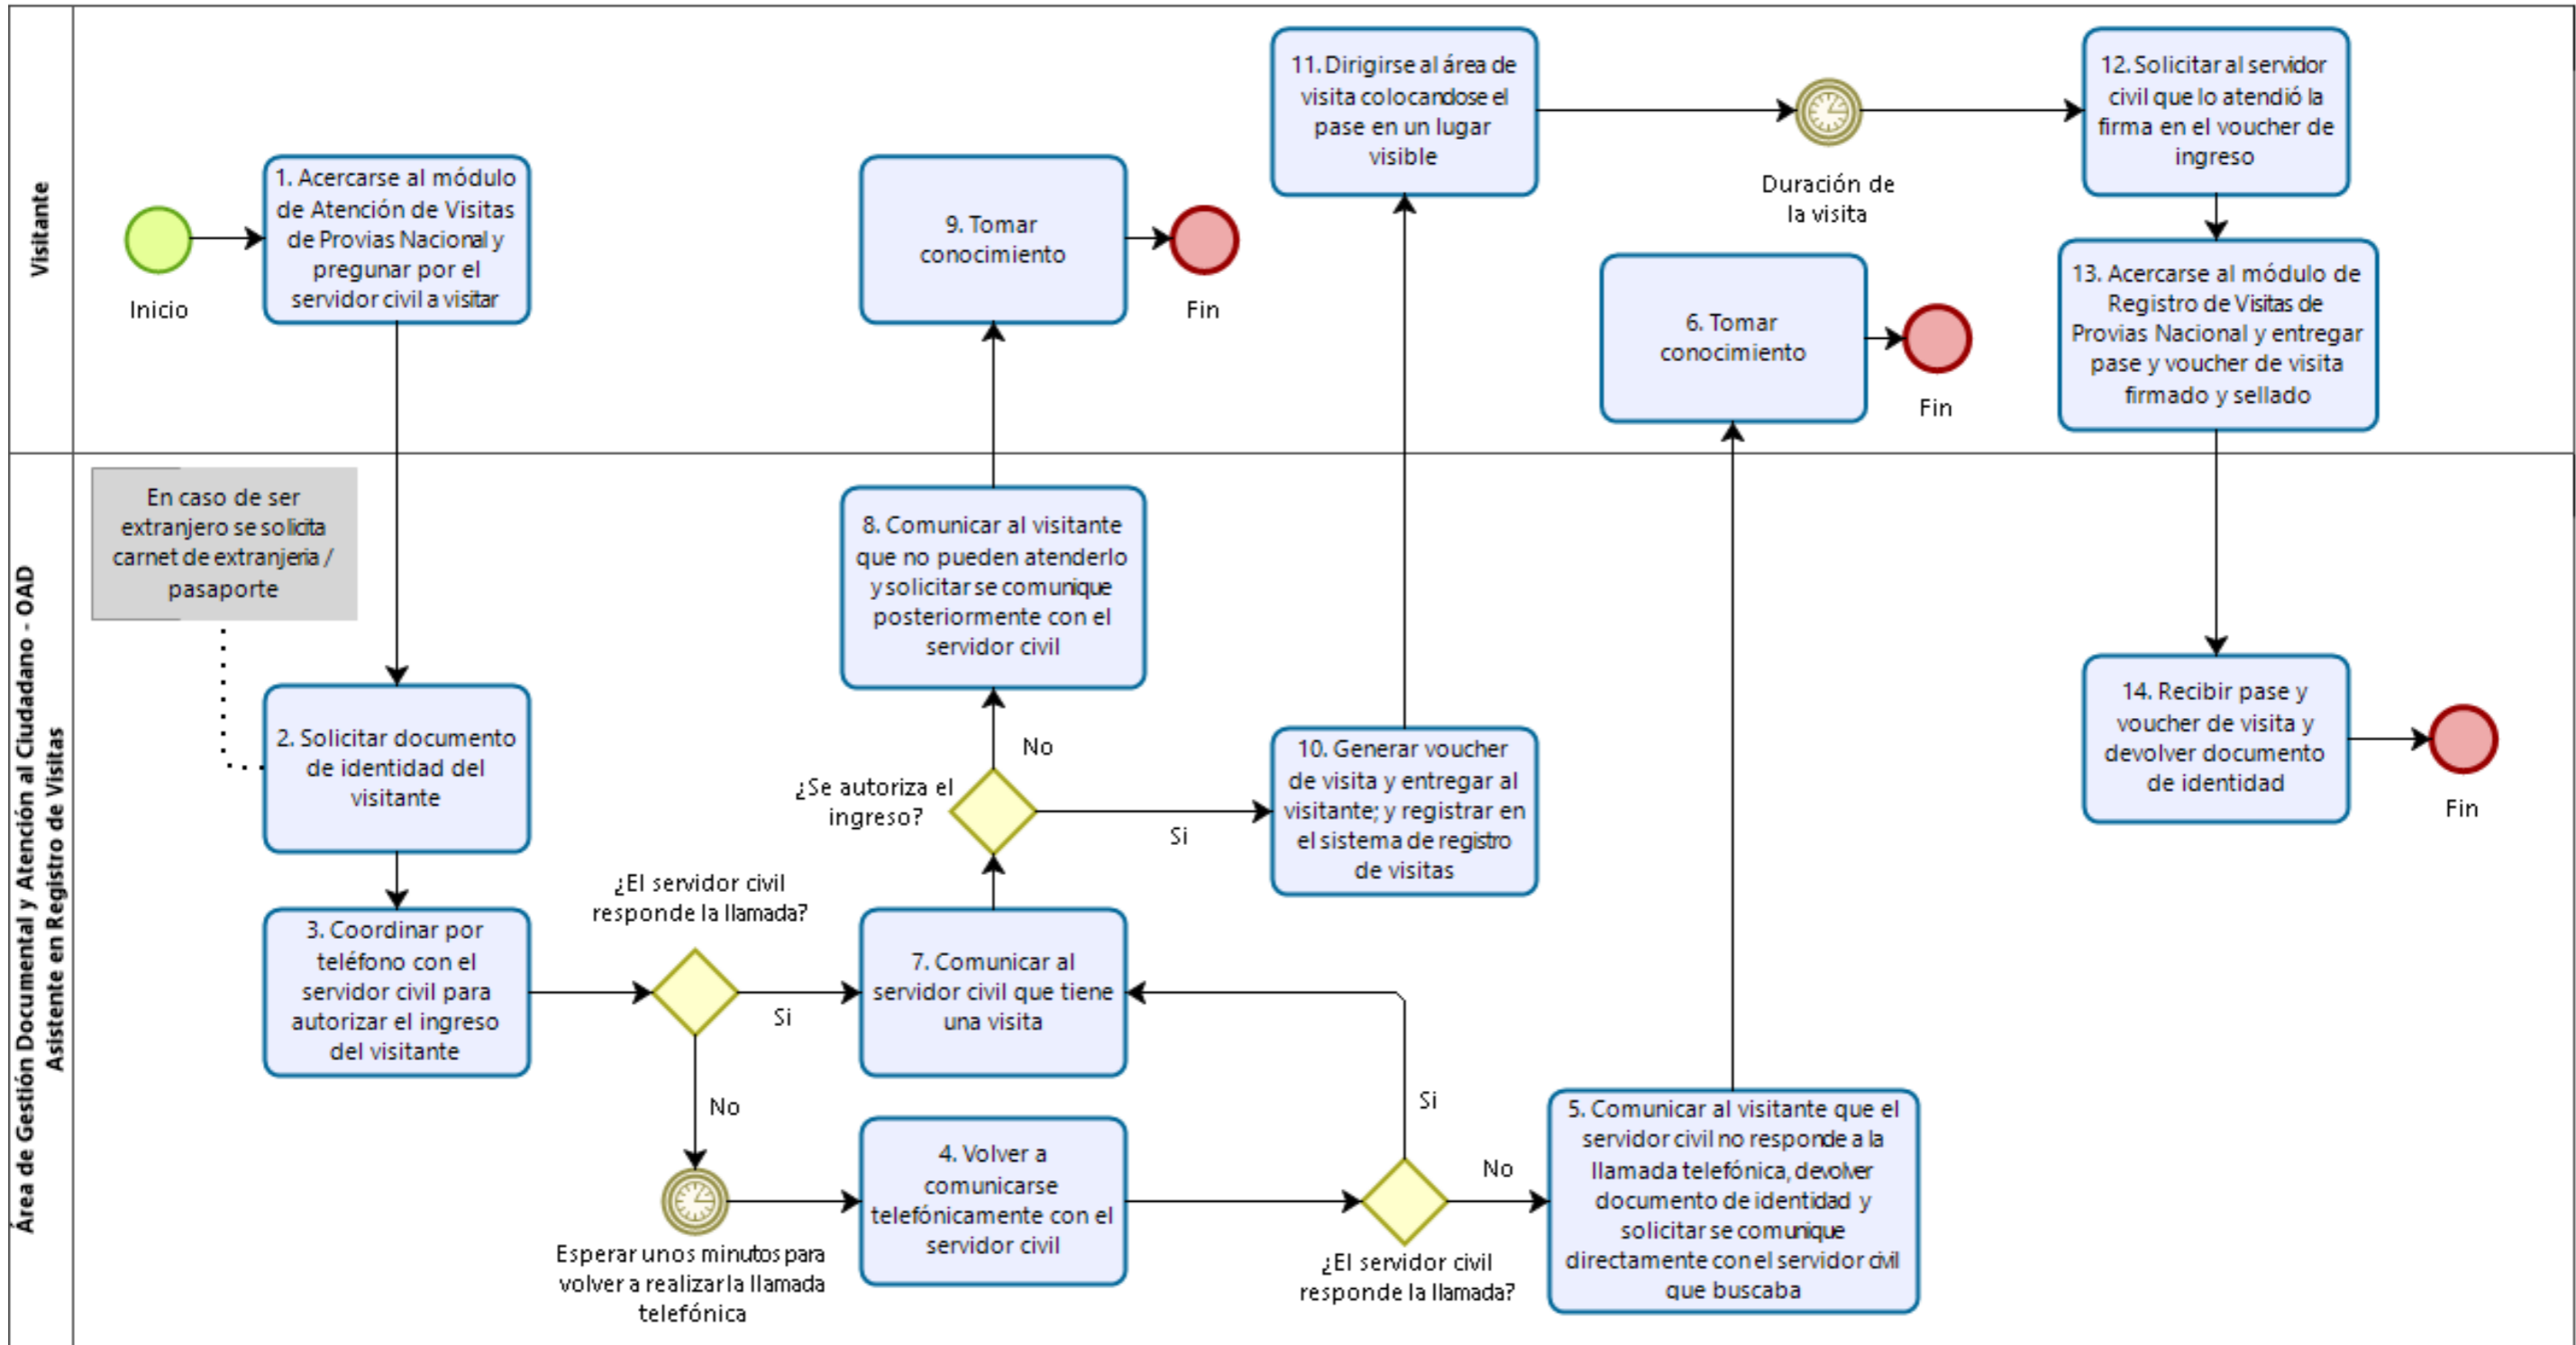 Visitante
Inicio
1. Acercarse al módulo
de Atención de Visitas
de Provias Nacional y
pregunar por el
servidor civil a visitar
9. Tomar
conocimiento
Fin
11. Dirigirse al área de
visita colocandose el
pase en un lugar
visible
Duración de
la visita
6. Tomar
conocimiento
Fin
12. Solicitar al servidor
civil que lo atendió la
firma en el voucher de
ingreso
13. Acercarse al módulo de
Registro de Visitas de
Provias Nacional y entregar
pase y voucher de visita
firmado y sellado
Área de Gestión Documental y Atención al Ciudadano - OAD
Asistente en Registro de Visitas
En caso de ser
extranjero se solicita
carnet de extranjeria /
pasaporte
2. Solicitar documento
de identidad del
visitante
3. Coordinar por
teléfono con el
servidor civil para
autorizar el ingreso
del visitante
¿El servidor civil
responde la llamada?
Si
No
Esperar unos minutos para
volver a realizar la llamada
telefónica
4. Volver a
comunicarse
telefónicamente con el
servidor civil
7. Comunicar al
servidor civil que tiene
una visita
¿Se autoriza el
ingreso?
No
Si
8. Comunicar al visitante
que no pueden atenderlo
y solicitar se comunique
posteriormente con el
servidor civil
10. Generar voucher
de visita y entregar al
visitante; y registrar en
el sistema de registro
de visitas
Si
No
¿El servidor civil
responde la llamada?
5. Comunicar al visitante que el
servidor civil no responde a la
llamada telefónica, devolver
documento de identidad y
solicitar se comunique
directamente con el servidor civil
que buscaba
14. Recibir pase y
voucher de visita y
devolver documento
de identidad
Fin